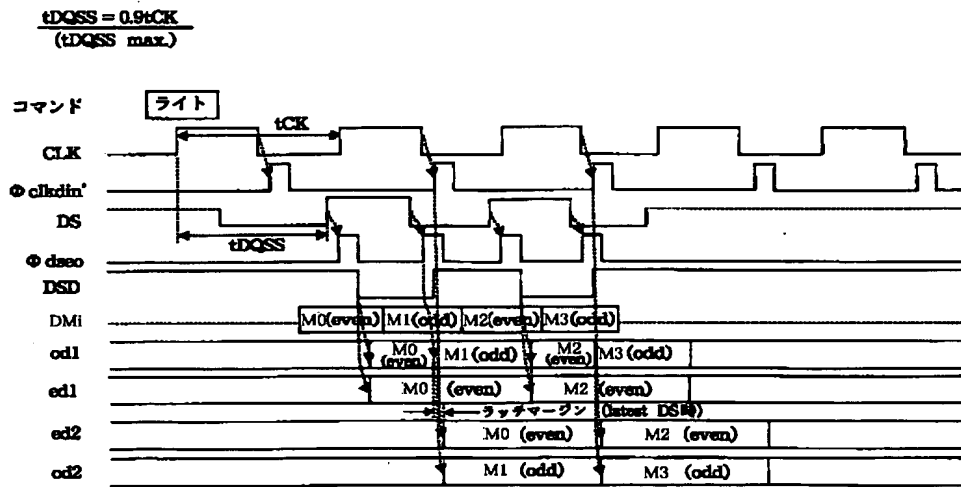 tDQSS = 0.9tCK
(tDQSS max.)
コマンド
ライト
tCK
CLK
Φ clkdin'
DS
tDQSS
Φ dseo
DSD
DMi
M0(even) M1(odd) M2(even) M3(odd)
od1
M0 (even) M1(odd) M2 (even) M3(odd)
ed1
M0 (even) M2 (even)
ラッチマージン (latest DS時)
ed2
M0 (even) M2 (even)
od2
M1 (odd) M3 (odd)